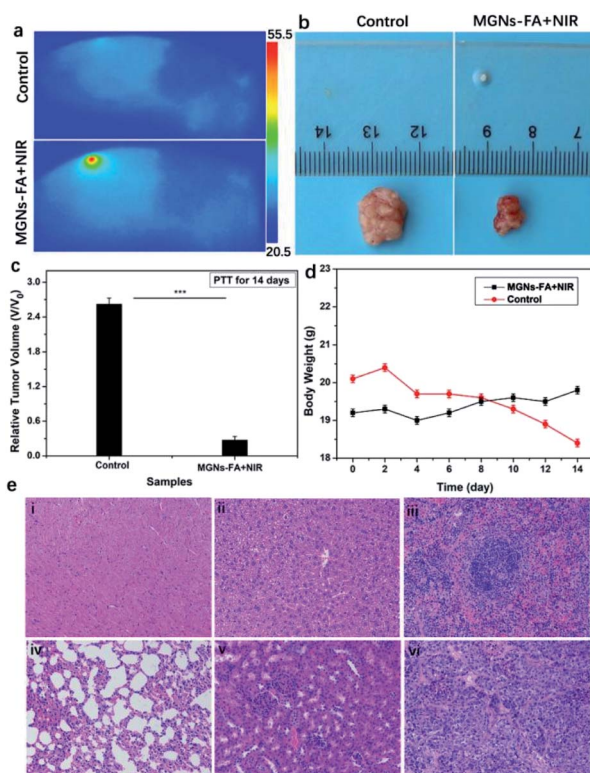 a
Control
MGNs-FA+NIR
55.5
20.5
b
Control
MGNs-FA+NIR
14
13
12
9
8
7
c
PTT for 14 days
***
Relative Tumor Volume (V/V₀)
3.0
2.4
1.8
1.2
0.6
0.0
Control
MGNs-FA+NIR
Samples
d
MGNs-FA+NIR
Control
Body Weight (g)
22
21
20
19
18
0
2
4
6
8
10
12
14
Time (day)
e
i
ii
iii
iv
v
vi